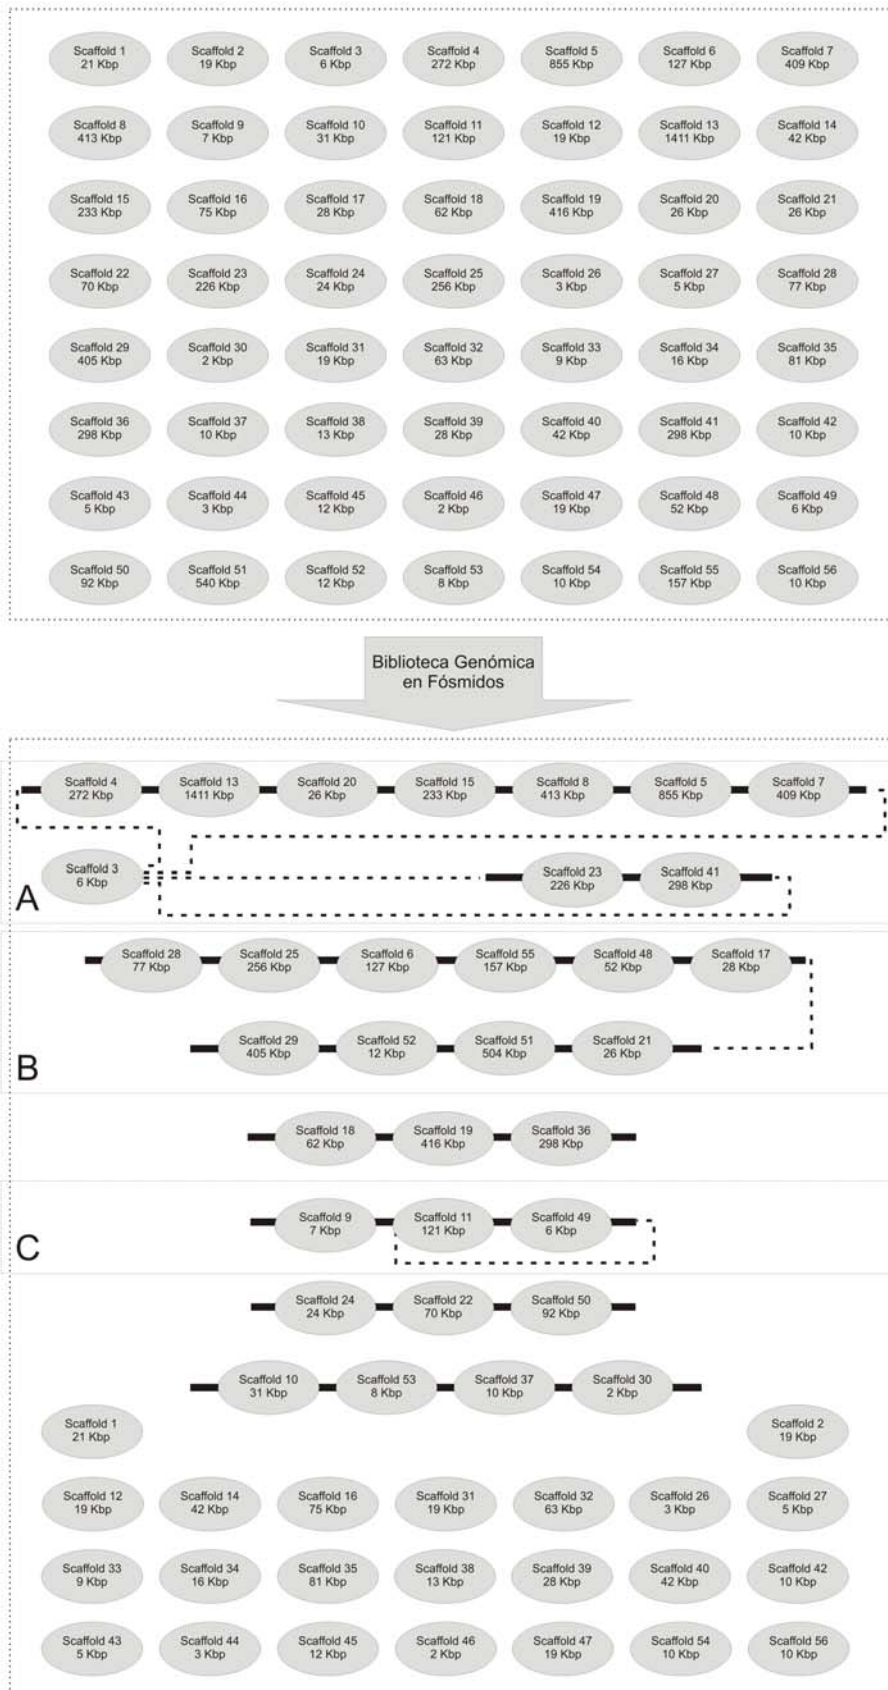 Scaffold 1
21 Kbp
Scaffold 2
19 Kbp
Scaffold 3
6 Kbp
Scaffold 4
272 Kbp
Scaffold 5
855 Kbp
Scaffold 6
127 Kbp
Scaffold 7
409 Kbp
Scaffold 8
413 Kbp
Scaffold 9
7 Kbp
Scaffold 10
31 Kbp
Scaffold 11
121 Kbp
Scaffold 12
19 Kbp
Scaffold 13
1411 Kbp
Scaffold 14
42 Kbp
Scaffold 15
233 Kbp
Scaffold 16
75 Kbp
Scaffold 17
28 Kbp
Scaffold 18
62 Kbp
Scaffold 19
416 Kbp
Scaffold 20
26 Kbp
Scaffold 21
26 Kbp
Scaffold 22
70 Kbp
Scaffold 23
226 Kbp
Scaffold 24
24 Kbp
Scaffold 25
256 Kbp
Scaffold 26
3 Kbp
Scaffold 27
5 Kbp
Scaffold 28
77 Kbp
Scaffold 29
405 Kbp
Scaffold 30
2 Kbp
Scaffold 31
19 Kbp
Scaffold 32
63 Kbp
Scaffold 33
9 Kbp
Scaffold 34
16 Kbp
Scaffold 35
81 Kbp
Scaffold 36
298 Kbp
Scaffold 37
10 Kbp
Scaffold 38
13 Kbp
Scaffold 39
28 Kbp
Scaffold 40
42 Kbp
Scaffold 41
298 Kbp
Scaffold 42
10 Kbp
Scaffold 43
5 Kbp
Scaffold 44
3 Kbp
Scaffold 45
12 Kbp
Scaffold 46
2 Kbp
Scaffold 47
19 Kbp
Scaffold 48
52 Kbp
Scaffold 49
6 Kbp
Scaffold 50
92 Kbp
Scaffold 51
540 Kbp
Scaffold 52
12 Kbp
Scaffold 53
8 Kbp
Scaffold 54
10 Kbp
Scaffold 55
157 Kbp
Scaffold 56
10 Kbp
Biblioteca Genómica
en Fósmidos
Scaffold 4
272 Kbp
Scaffold 13
1411 Kbp
Scaffold 20
26 Kbp
Scaffold 15
233 Kbp
Scaffold 8
413 Kbp
Scaffold 5
855 Kbp
Scaffold 7
409 Kbp
Scaffold 3
6 Kbp
Scaffold 23
226 Kbp
Scaffold 41
298 Kbp
A
Scaffold 28
77 Kbp
Scaffold 25
256 Kbp
Scaffold 6
127 Kbp
Scaffold 55
157 Kbp
Scaffold 48
52 Kbp
Scaffold 17
28 Kbp
Scaffold 29
405 Kbp
Scaffold 52
12 Kbp
Scaffold 51
504 Kbp
Scaffold 21
26 Kbp
B
Scaffold 18
62 Kbp
Scaffold 19
416 Kbp
Scaffold 36
298 Kbp
Scaffold 9
7 Kbp
Scaffold 11
121 Kbp
Scaffold 49
6 Kbp
C
Scaffold 24
24 Kbp
Scaffold 22
70 Kbp
Scaffold 50
92 Kbp
Scaffold 10
31 Kbp
Scaffold 53
8 Kbp
Scaffold 37
10 Kbp
Scaffold 30
2 Kbp
Scaffold 1
21 Kbp
Scaffold 2
19 Kbp
Scaffold 12
19 Kbp
Scaffold 14
42 Kbp
Scaffold 16
75 Kbp
Scaffold 31
19 Kbp
Scaffold 32
63 Kbp
Scaffold 26
3 Kbp
Scaffold 27
5 Kbp
Scaffold 33
9 Kbp
Scaffold 34
16 Kbp
Scaffold 35
81 Kbp
Scaffold 38
13 Kbp
Scaffold 39
28 Kbp
Scaffold 40
42 Kbp
Scaffold 42
10 Kbp
Scaffold 43
5 Kbp
Scaffold 44
3 Kbp
Scaffold 45
12 Kbp
Scaffold 46
2 Kbp
Scaffold 47
19 Kbp
Scaffold 54
10 Kbp
Scaffold 56
10 Kbp